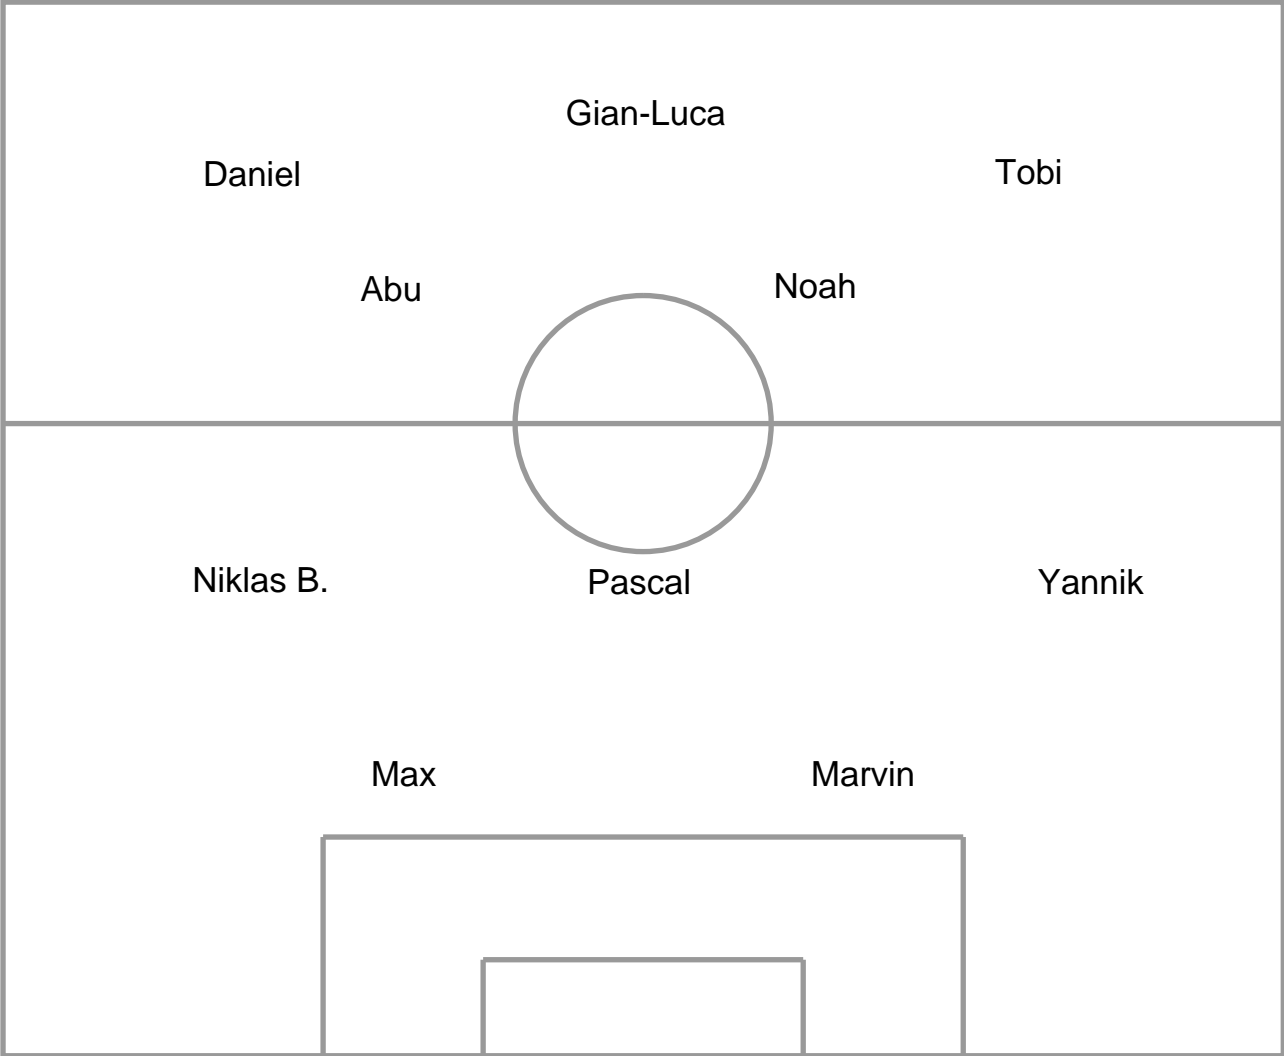 Gian-Luca
Daniel
Tobi
Abu
Noah
Niklas B.
Pascal
Yannik
Max
Marvin